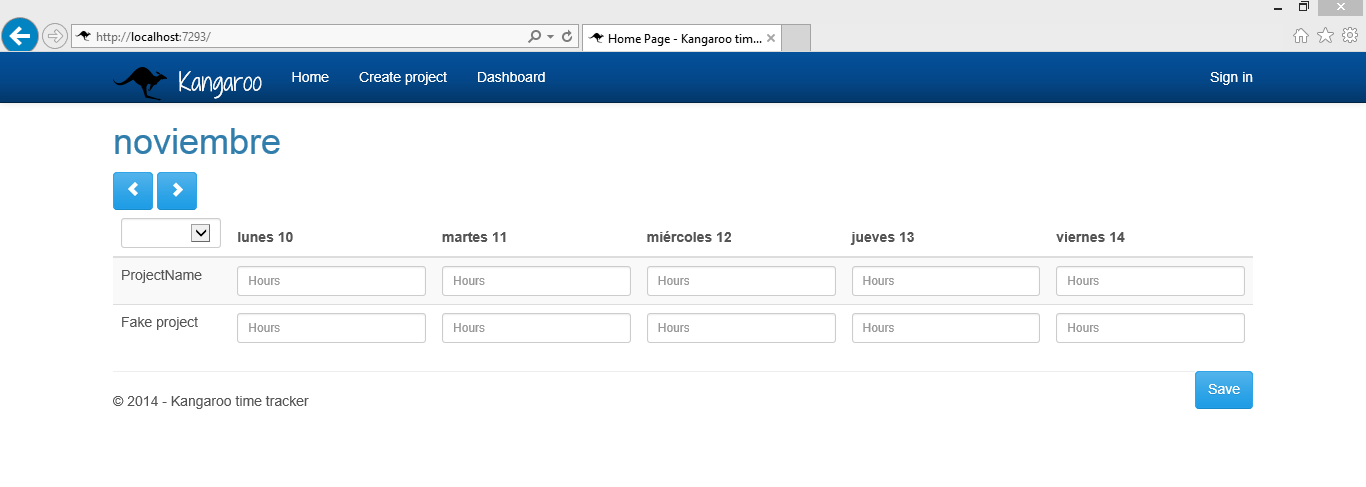 http://localhost:7293/
Home Page - Kangaroo tim...
Kangaroo Home Create project Dashboard Sign in
noviembre
lunes 10 martes 11 miércoles 12 jueves 13 viernes 14
ProjectName Hours Hours Hours Hours Hours
Fake project Hours Hours Hours Hours Hours
Save
© 2014 - Kangaroo time tracker